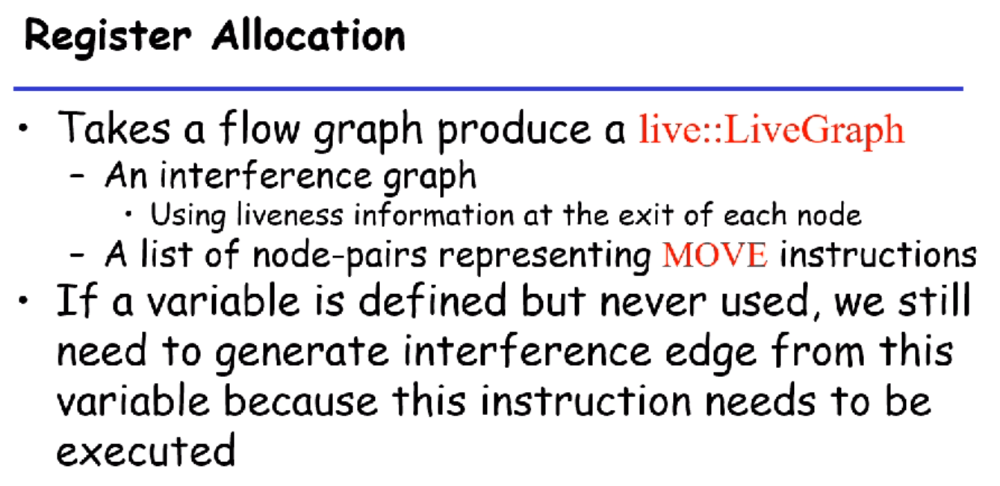 Register Allocation
• Takes a flow graph produce a live::LiveGraph
– An interference graph
• Using liveness information at the exit of each node
– A list of node-pairs representing MOVE instructions
• If a variable is defined but never used, we still
need to generate interference edge from this
variable because this instruction needs to be
executed